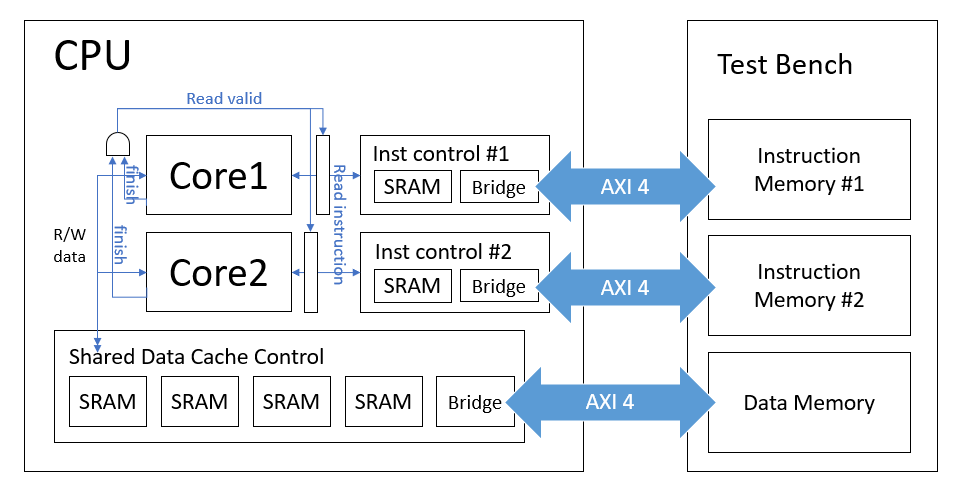 CPU
Test Bench
Read valid
Core1
finish
Read instruction
Inst control #1
SRAM
Bridge
AXI 4
Instruction
Memory #1
R/W
data
finish
Core2
Inst control #2
SRAM
Bridge
AXI 4
Instruction
Memory #2
Shared Data Cache Control
SRAM
SRAM
SRAM
SRAM
Bridge
AXI 4
Data Memory